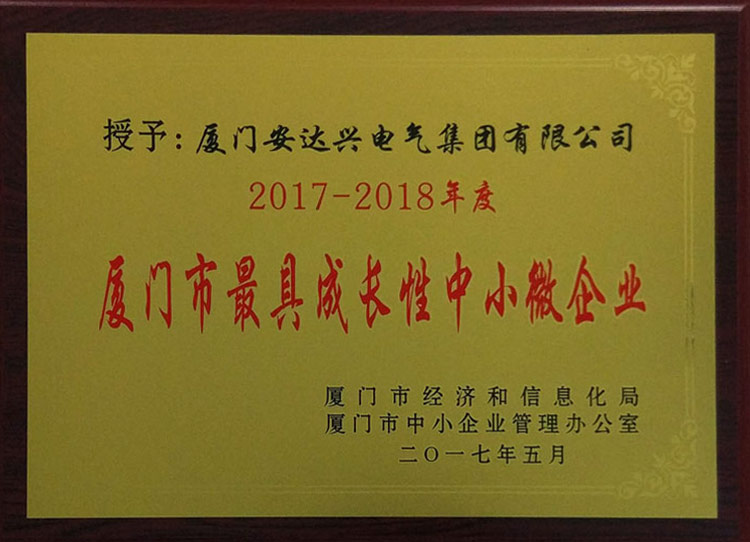 授予：厦门安达兴电气集团有限公司
2017-2018年度
厦门市最具成长性中小微企业
厦门市经济和信息化局
厦门市中小企业管理办公室
二〇一七年五月